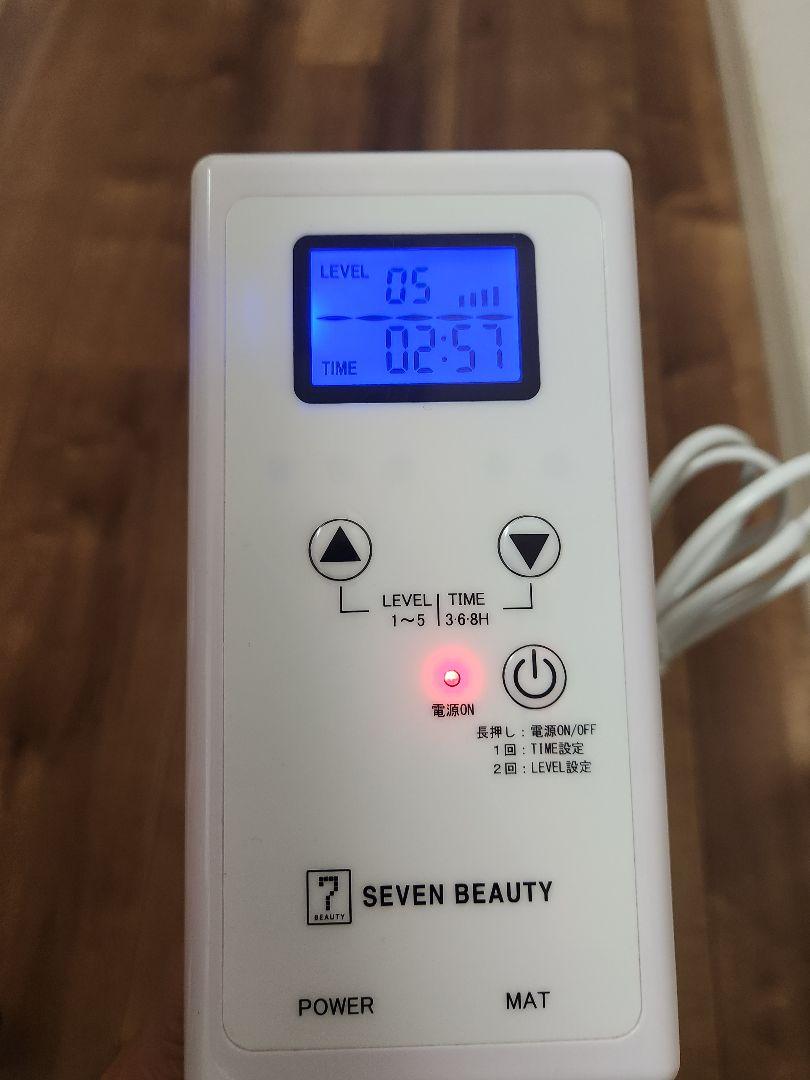 LEVEL 05
TIME 02:57
LEVEL TIME
1～5 3・6・8H
電源ON
長押し：電源ON/OFF
1回：TIME設定
2回：LEVEL設定
7
BEAUTY
SEVEN BEAUTY
POWER MAT